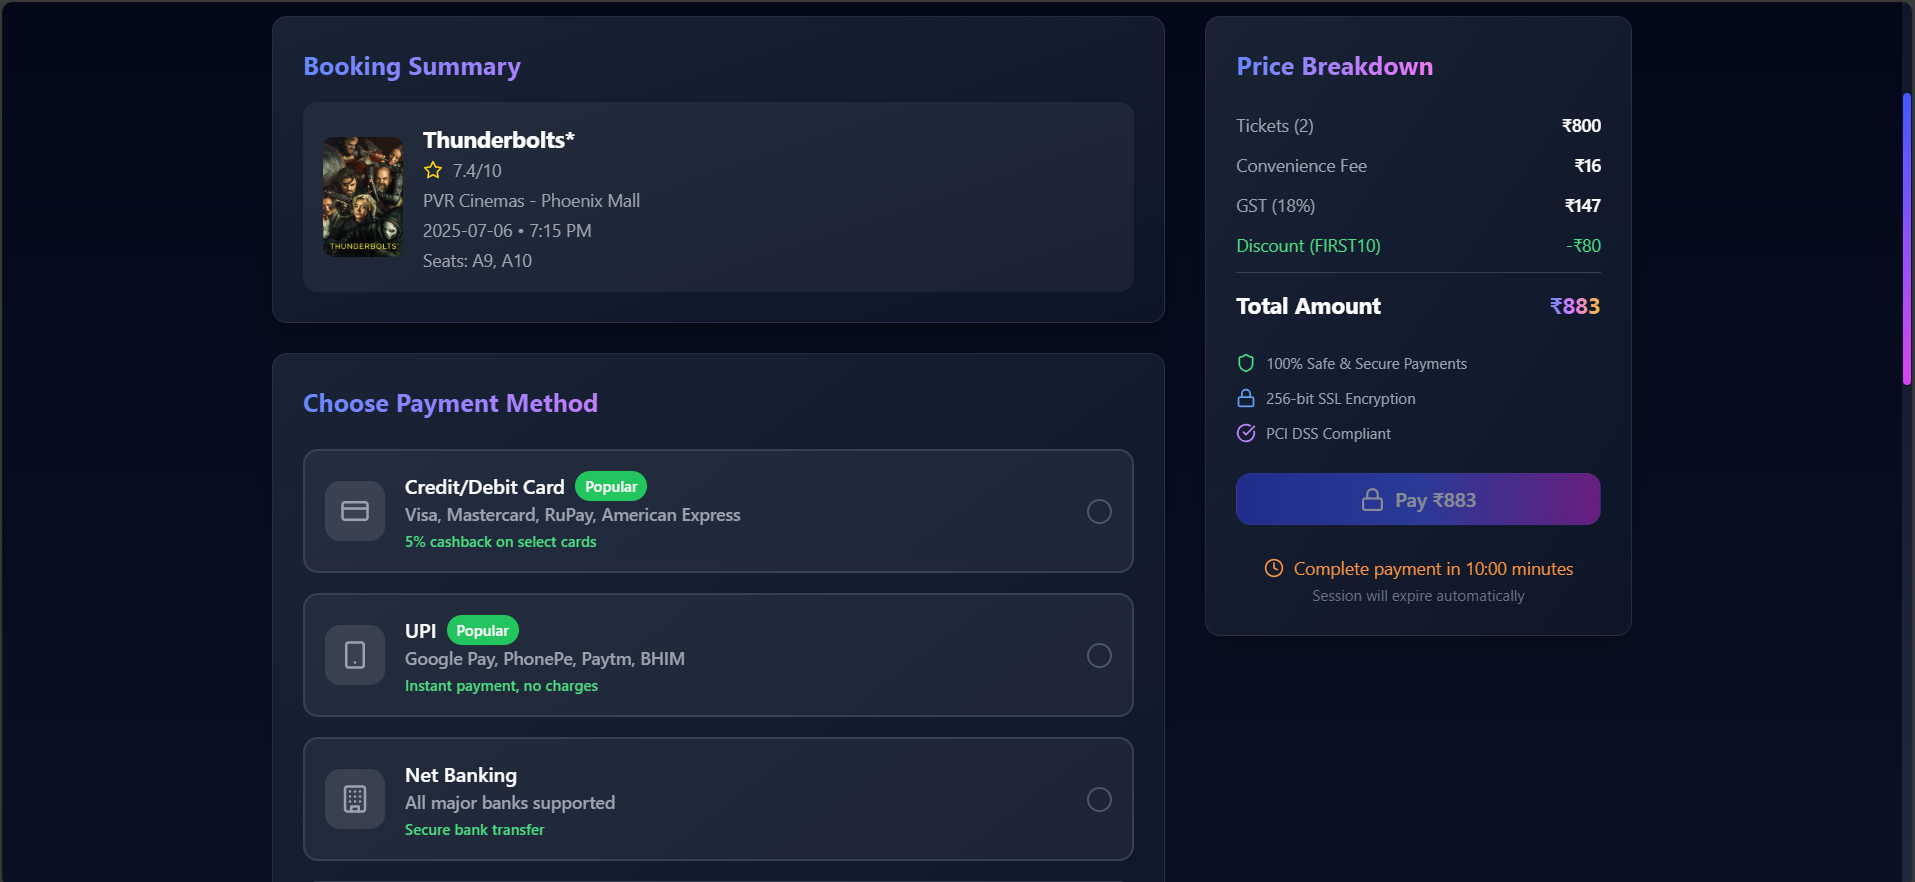 Booking Summary
THUNDERBOLTS*
Thunderbolts*
7.4/10
PVR Cinemas - Phoenix Mall
2025-07-06 • 7:15 PM
Seats: A9, A10
Choose Payment Method
Credit/Debit Card Popular
Visa, Mastercard, RuPay, American Express
5% cashback on select cards
UPI Popular
Google Pay, PhonePe, Paytm, BHIM
Instant payment, no charges
Net Banking
All major banks supported
Secure bank transfer
Price Breakdown
Tickets (2) ₹800
Convenience Fee ₹16
GST (18%) ₹147
Discount (FIRST10) -₹80
Total Amount ₹883
100% Safe & Secure Payments
256-bit SSL Encryption
PCI DSS Compliant
Pay ₹883
Complete payment in 10:00 minutes
Session will expire automatically